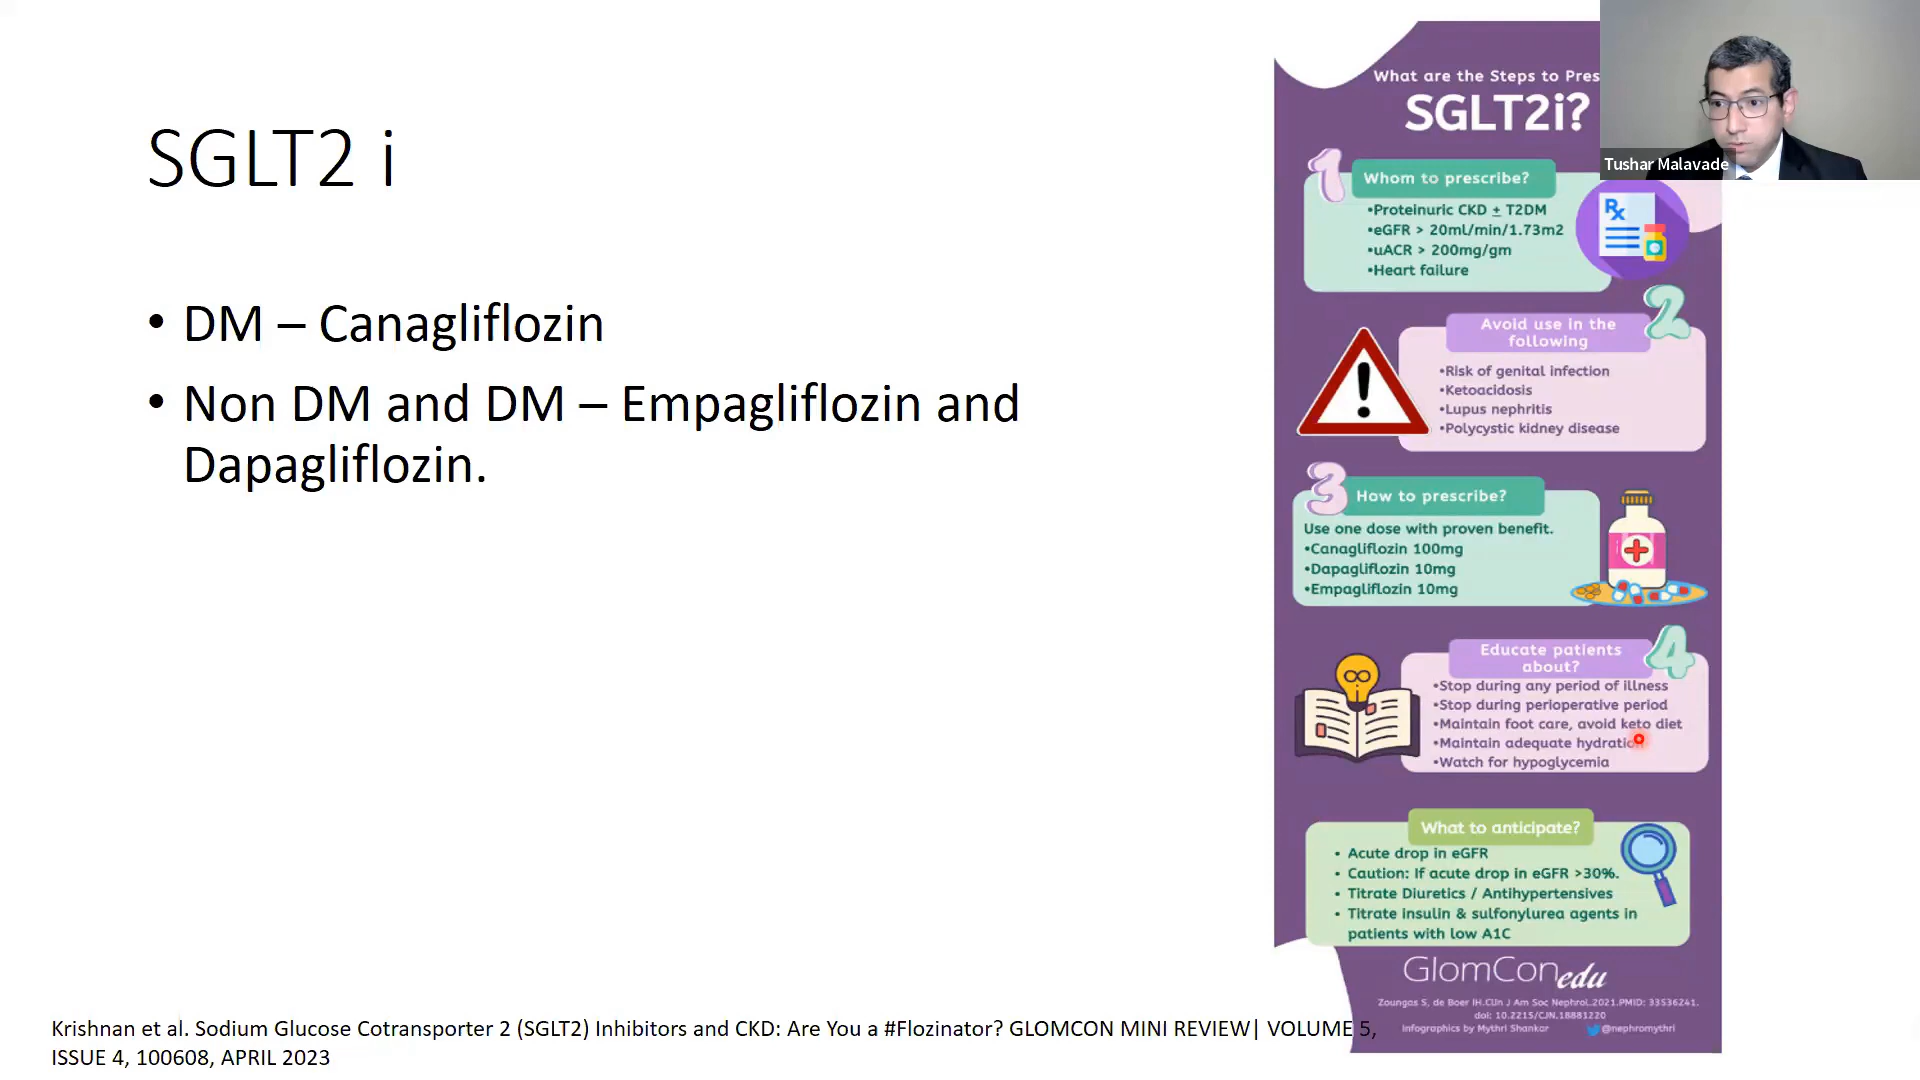 SGLT2 i
• DM – Canagliflozin
• Non DM and DM – Empagliflozin and
Dapagliflozin.
Krishnan et al. Sodium Glucose Cotransporter 2 (SGLT2) Inhibitors and CKD: Are You a #Flozinator? GLOMCON MINI REVIEW| VOLUME 5,
ISSUE 4, 100608, APRIL 2023
What are the Steps to Pres
SGLT2i?
1
Whom to prescribe?
•Proteinuric CKD ± T2DM
•eGFR > 20ml/min/1.73m2
•uACR > 200mg/gm
•Heart failure
Rx
2
Avoid use in the
following
•Risk of genital infection
•Ketoacidosis
•Lupus nephritis
•Polycystic kidney disease
3
How to prescribe?
Use one dose with proven benefit.
•Canagliflozin 100mg
•Dapagliflozin 10mg
•Empagliflozin 10mg
4
Educate patients
about?
•Stop during any period of illness
•Stop during perioperative period
•Maintain foot care, avoid keto diet
•Maintain adequate hydration
•Watch for hypoglycemia
What to anticipate?
• Acute drop in eGFR
• Caution: If acute drop in eGFR >30%.
• Titrate Diuretics / Antihypertensives
• Titrate insulin & sulfonylurea agents in
patients with low A1C
GlomConedu
Zoungas S, de Boer IH.Clin J Am Soc Nephrol.2021.PMID: 33536241.
doi: 10.2215/CJN.18881220
Infographics by Mythri Shankar @nephromythri
Tushar Malavade